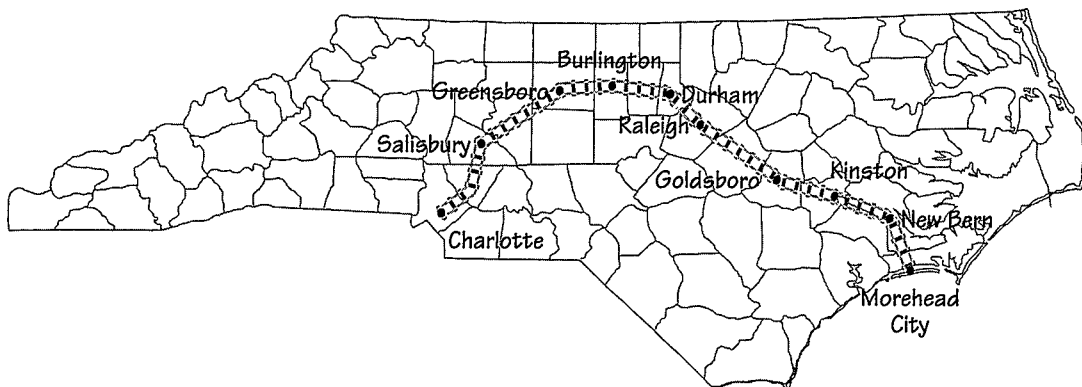 Burlington
Greensboro
Durham
Raleigh
Salisbury
Goldsboro
Kinston
New Bern
Charlotte
Morehead
City